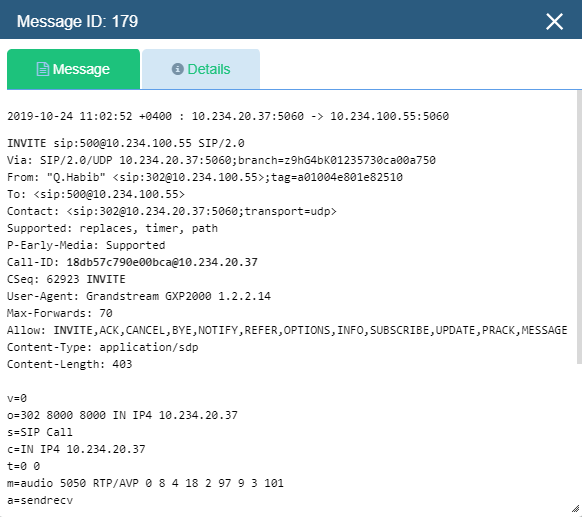 Message ID: 179
Message
Details
2019-10-24 11:02:52 +0400 : 10.234.20.37:5060 -> 10.234.100.55:5060
INVITE sip:500@10.234.100.55 SIP/2.0
Via: SIP/2.0/UDP 10.234.20.37:5060;branch=z9hG4bK01235730ca00a750
From: "Q.Habib" <sip:302@10.234.100.55>;tag=a01004e801e82510
To: <sip:500@10.234.100.55>
Contact: <sip:302@10.234.20.37:5060;transport=udp>
Supported: replaces, timer, path
P-Early-Media: Supported
Call-ID: 18db57c790e00bca@10.234.20.37
CSeq: 62923 INVITE
User-Agent: Grandstream GXP2000 1.2.2.14
Max-Forwards: 70
Allow: INVITE,ACK,CANCEL,BYE,NOTIFY,REFER,OPTIONS,INFO,SUBSCRIBE,UPDATE,PRACK,MESSAGE
Content-Type: application/sdp
Content-Length: 403
v=0
o=302 8000 8000 IN IP4 10.234.20.37
s=SIP Call
c=IN IP4 10.234.20.37
t=0 0
m=audio 5050 RTP/AVP 0 8 4 18 2 97 9 3 101
a=sendrecv